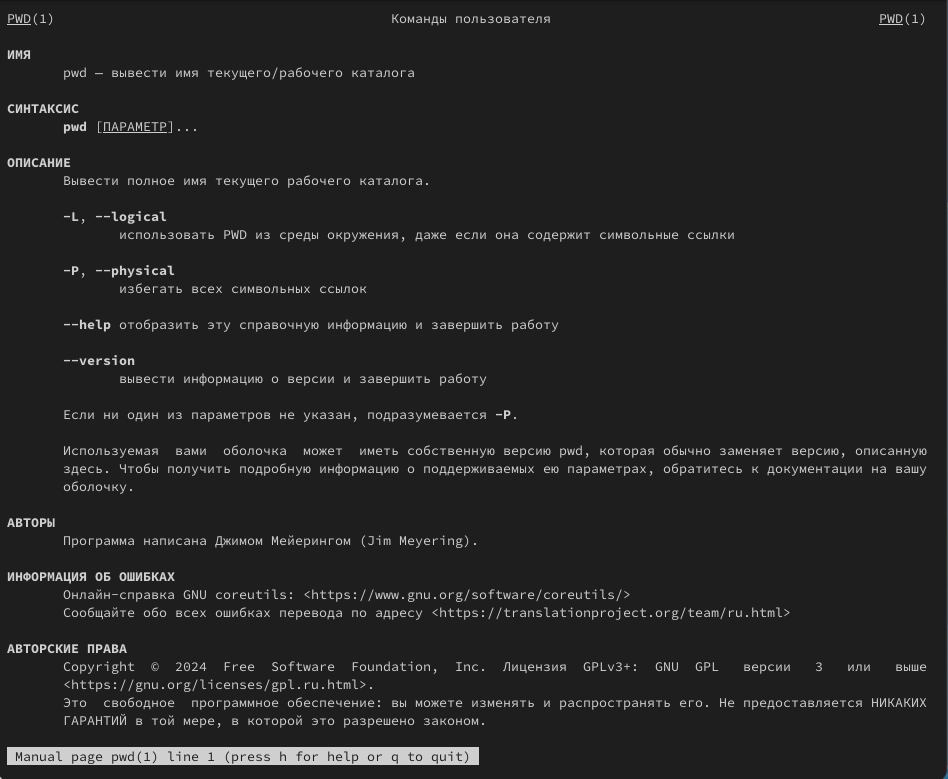 PWD(1) Команды пользователя PWD(1)
ИМЯ
pwd — вывести имя текущего/рабочего каталога
СИНТАКСИС
pwd [ПАРАМЕТР]...
ОПИСАНИЕ
Вывести полное имя текущего рабочего каталога.
-L, --logical
использовать PWD из среды окружения, даже если она содержит символьные ссылки
-P, --physical
избегать всех символьных ссылок
--help отобразить эту справочную информацию и завершить работу
--version
вывести информацию о версии и завершить работу
Если ни один из параметров не указан, подразумевается -P.
Используемая вами оболочка может иметь собственную версию pwd, которая обычно заменяет версию, описанную
здесь. Чтобы получить подробную информацию о поддерживаемых ею параметрах, обратитесь к документации на вашу
оболочку.
АВТОРЫ
Программа написана Джимом Мейерингом (Jim Meyering).
ИНФОРМАЦИЯ ОБ ОШИБКАХ
Онлайн-справка GNU coreutils: <https://www.gnu.org/software/coreutils/>
Сообщайте обо всех ошибках перевода по адресу <https://translationproject.org/team/ru.html>
АВТОРСКИЕ ПРАВА
Copyright © 2024 Free Software Foundation, Inc. Лицензия GPLv3+: GNU GPL версии 3 или выше
<https://gnu.org/licenses/gpl.ru.html>.
Это свободное программное обеспечение: вы можете изменять и распространять его. Не предоставляется НИКАКИХ
ГАРАНТИЙ в той мере, в которой это разрешено законом.
Manual page pwd(1) line 1 (press h for help or q to quit)